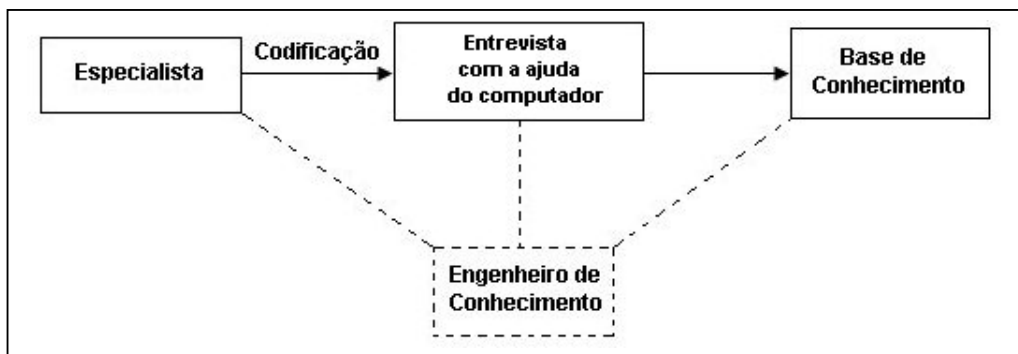 Especialista
Codificação
Entrevista
com a ajuda
do computador
Base de
Conhecimento
Engenheiro de
Conhecimento